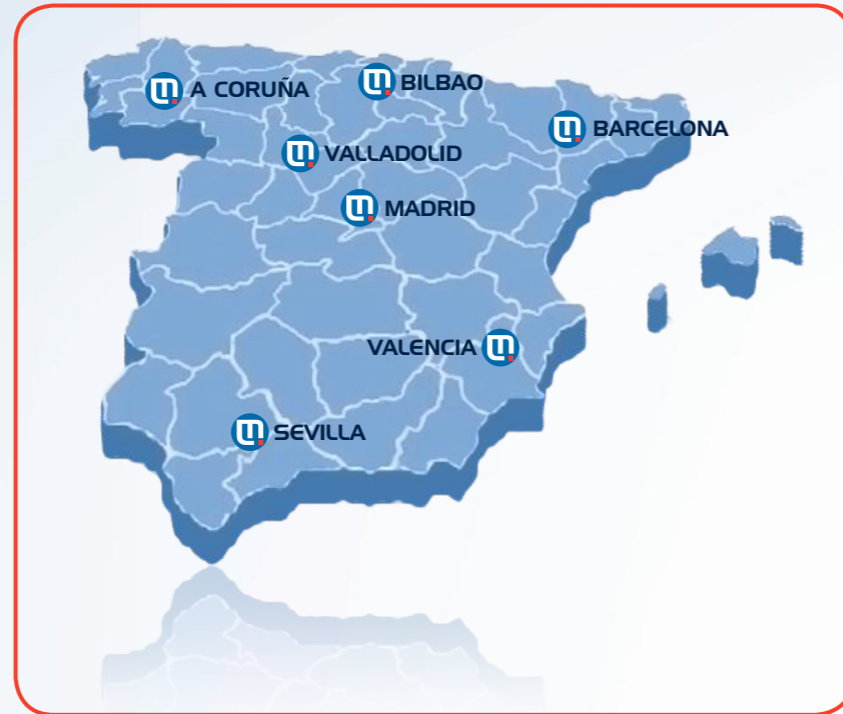 A CORUÑA
BILBAO
BARCELONA
VALLADOLID
MADRID
VALENCIA
SEVILLA